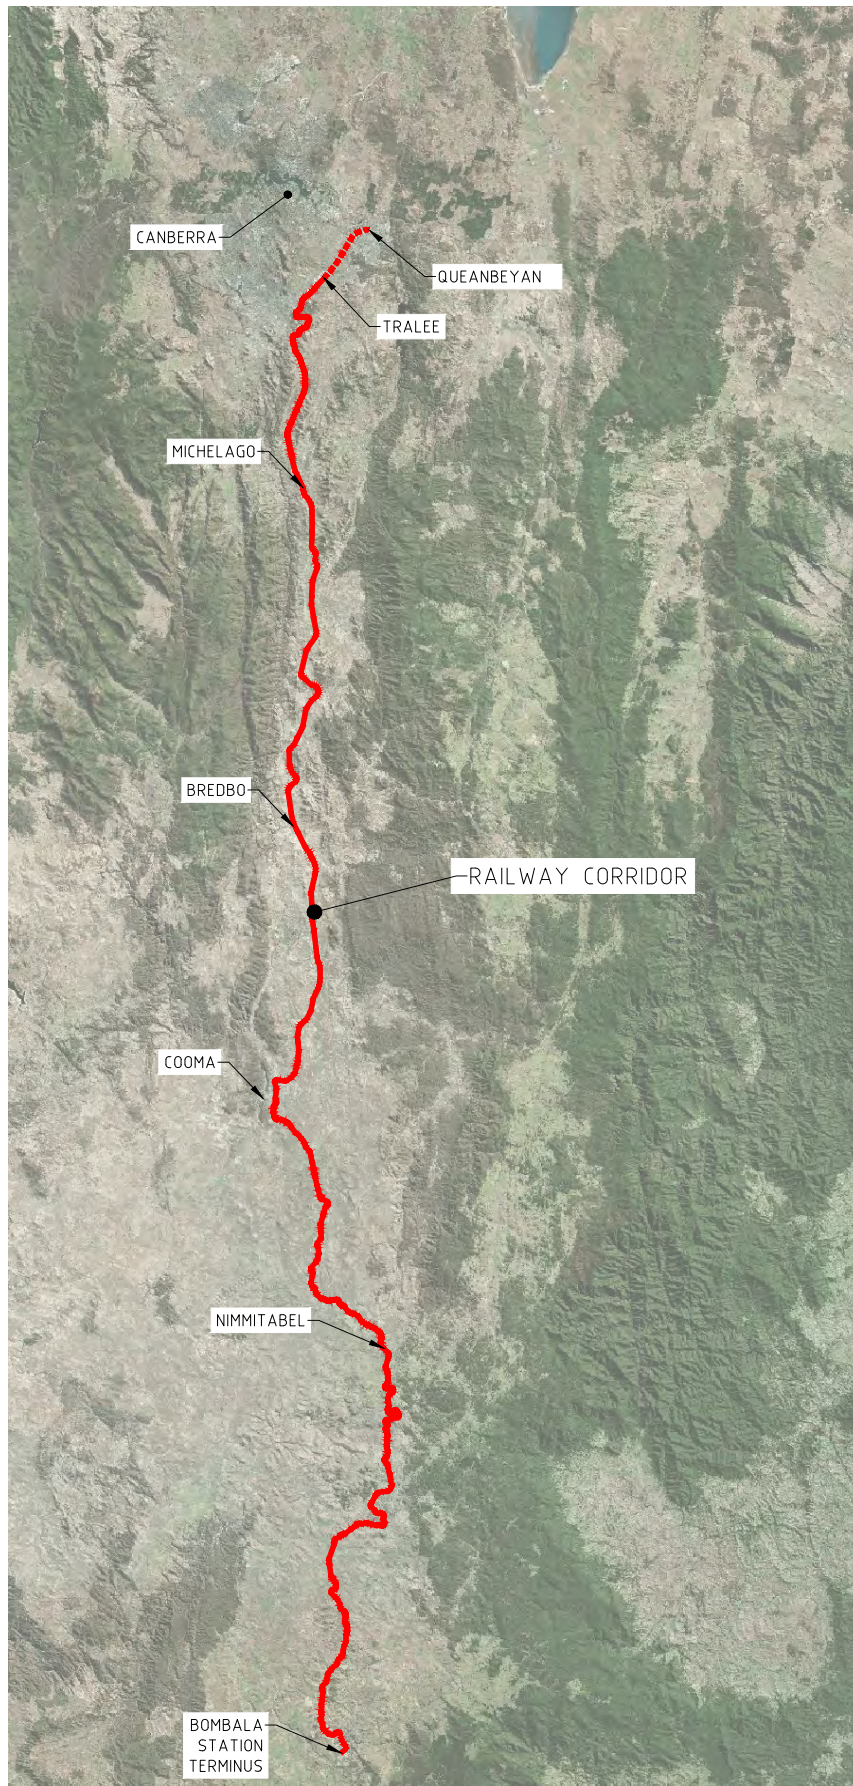 CANBERRA
QUEANBEYAN
TRALEE
MICHELAGO
BREDBO
RAILWAY CORRIDOR
COOMA
NIMMITABEL
BOMBALA
STATION
TERMINUS